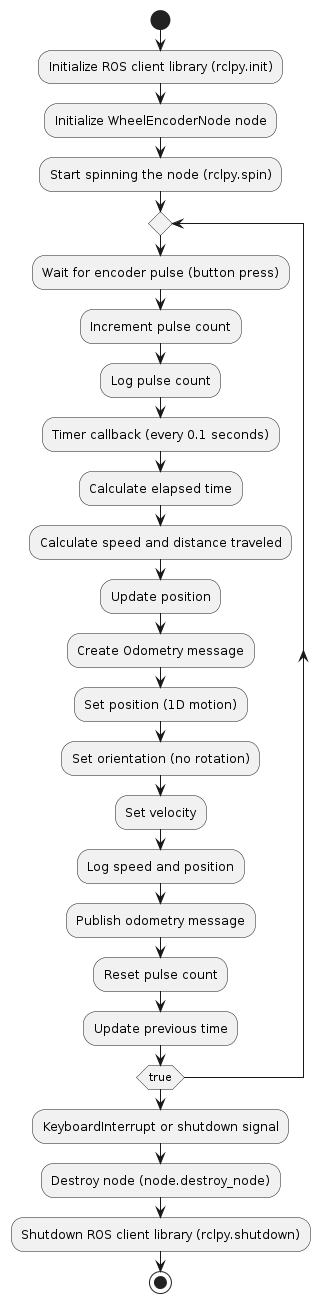 Initialize ROS client library (rclpy.init)
Initialize WheelEncoderNode node
Start spinning the node (rclpy.spin)
Wait for encoder pulse (button press)
Increment pulse count
Log pulse count
Timer callback (every 0.1 seconds)
Calculate elapsed time
Calculate speed and distance traveled
Update position
Create Odometry message
Set position (1D motion)
Set orientation (no rotation)
Set velocity
Log speed and position
Publish odometry message
Reset pulse count
Update previous time
true
KeyboardInterrupt or shutdown signal
Destroy node (node.destroy_node)
Shutdown ROS client library (rclpy.shutdown)